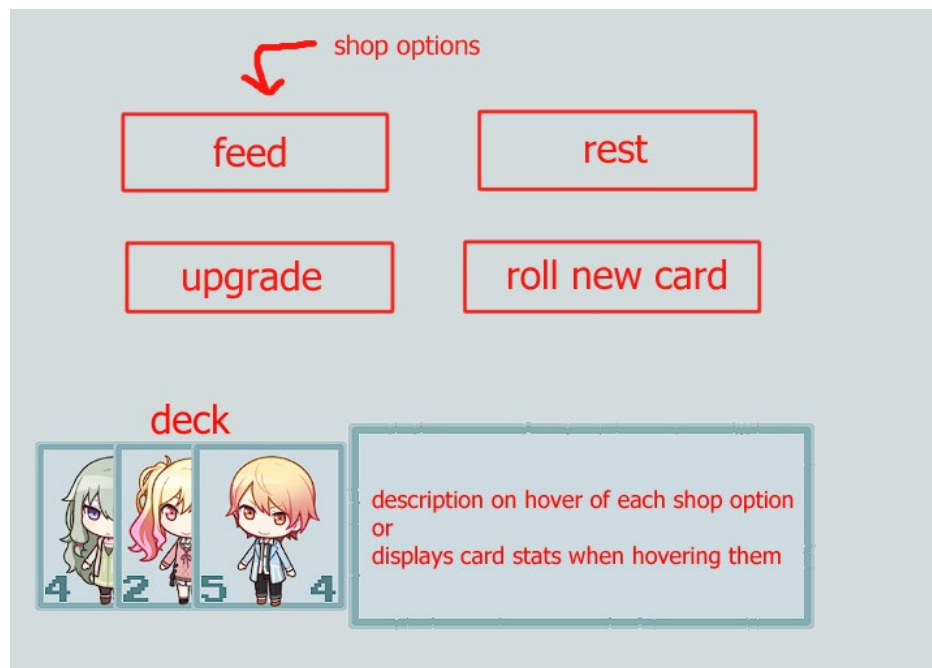 shop options
feed
rest
upgrade
roll new card
deck
4 2 5 4
description on hover of each shop option
or
displays card stats when hovering them